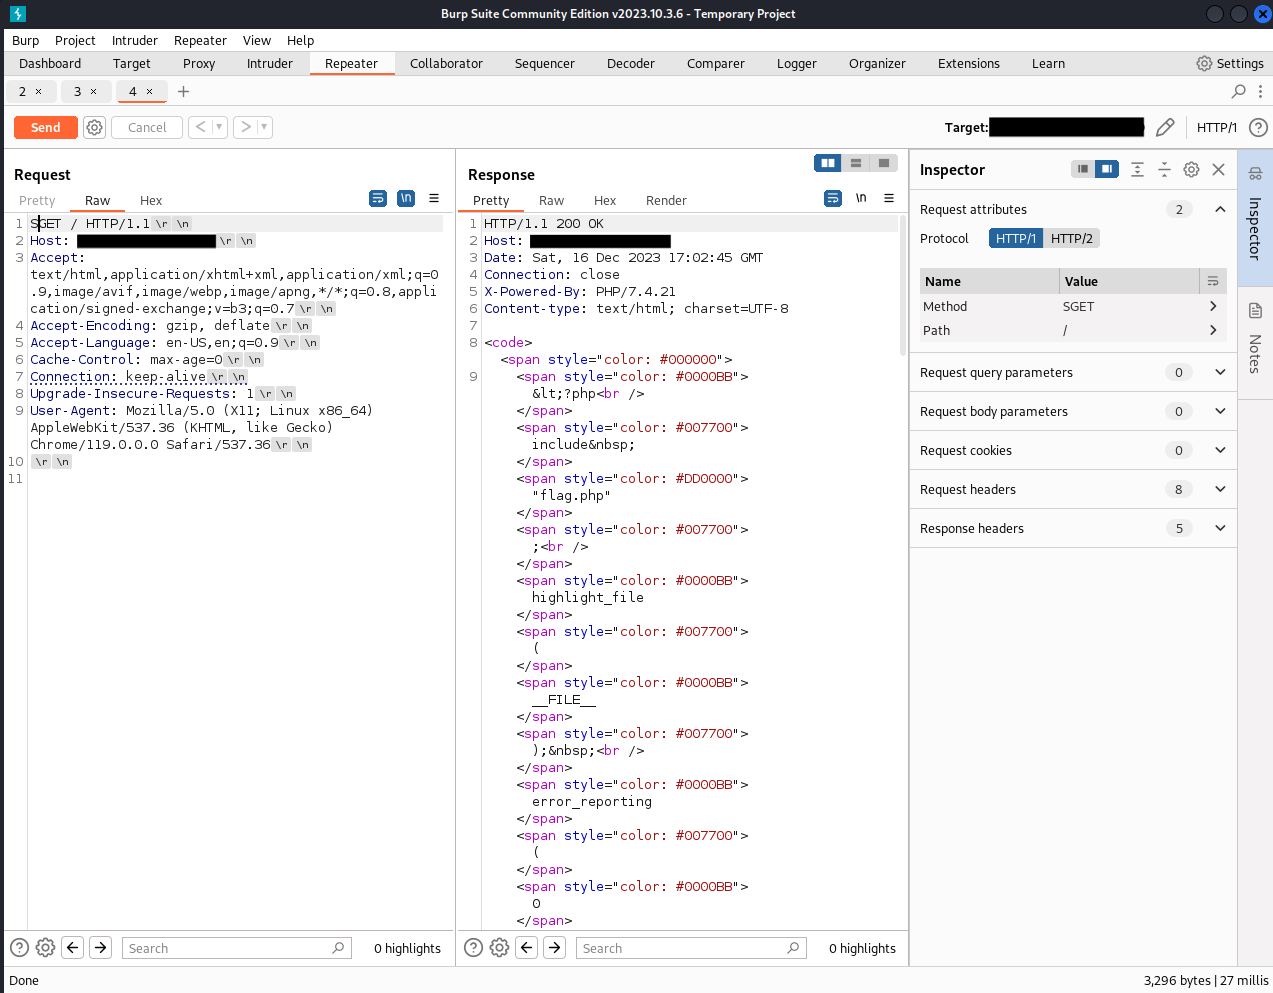 Burp Suite Community Edition v2023.10.3.6 - Temporary Project
Burp Project Intruder Repeater View Help
Dashboard Target Proxy Intruder Repeater Collaborator Sequencer Decoder Comparer Logger Organizer Extensions Learn Settings
2 × 3 × 4 × +
Send Cancel < > Target: HTTP/1 ?
Request
Pretty Raw Hex \n
1 SGET / HTTP/1.1 \r \n
2 Host: \r \n
3 Accept:
text/html,application/xhtml+xml,application/xml;q=0
.9,image/avif,image/webp,image/apng,*/*;q=0.8,appli
cation/signed-exchange;v=b3;q=0.7 \r \n
4 Accept-Encoding: gzip, deflate \r \n
5 Accept-Language: en-US,en;q=0.9 \r \n
6 Cache-Control: max-age=0 \r \n
7 Connection: keep-alive \r \n
8 Upgrade-Insecure-Requests: 1 \r \n
9 User-Agent: Mozilla/5.0 (X11; Linux x86_64)
AppleWebKit/537.36 (KHTML, like Gecko)
Chrome/119.0.0.0 Safari/537.36 \r \n
10 \r \n
11
? Search 0 highlights
Response
Pretty Raw Hex Render \n
1 HTTP/1.1 200 OK
2 Host:
3 Date: Sat, 16 Dec 2023 17:02:45 GMT
4 Connection: close
5 X-Powered-By: PHP/7.4.21
6 Content-type: text/html; charset=UTF-8
7
8 <code>
<span style="color: #000000">
9 <span style="color: #0000BB">
&lt;?php<br />
</span>
<span style="color: #007700">
include&nbsp;
</span>
<span style="color: #DD0000">
"flag.php"
</span>
<span style="color: #007700">
;<br />
</span>
<span style="color: #0000BB">
highlight_file
</span>
<span style="color: #007700">
(
</span>
<span style="color: #0000BB">
__FILE__
</span>
<span style="color: #007700">
);&nbsp;<br />
</span>
<span style="color: #0000BB">
error_reporting
</span>
<span style="color: #007700">
(
</span>
<span style="color: #0000BB">
0
</span>
? Search 0 highlights
Inspector
Request attributes 2
Protocol HTTP/1 HTTP/2
Name Value
Method SGET
Path /
Request query parameters 0
Request body parameters 0
Request cookies 0
Request headers 8
Response headers 5
Inspector
Notes
Done 3,296 bytes | 27 millis